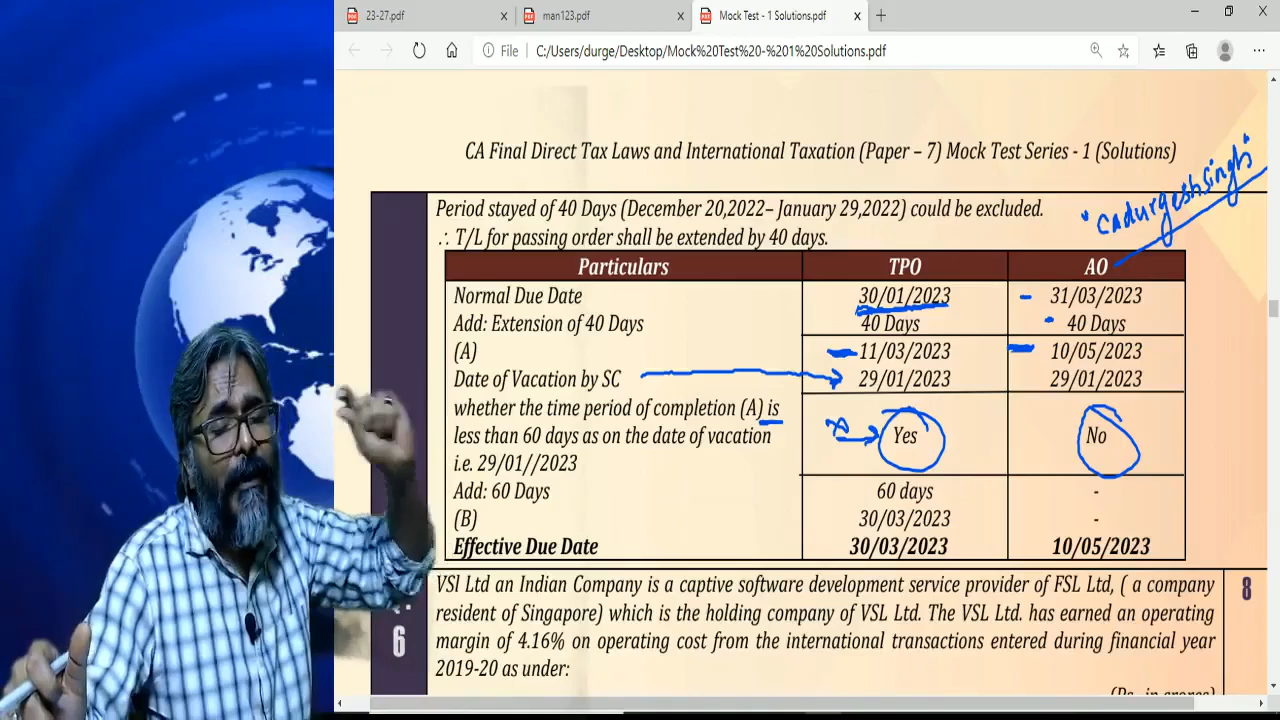 23-27.pdf
man123.pdf
Mock Test - 1 Solutions.pdf
File
C:/Users/durge/Desktop/Mock%20Test%20-%201%20Solutions.pdf
CA Final Direct Tax Laws and International Taxation (Paper – 7) Mock Test Series - 1 (Solutions)
"cadurgeshsingh"
Period stayed of 40 Days (December 20,2022– January 29,2022) could be excluded.
∴ T/L for passing order shall be extended by 40 days.
Particulars TPO AO
Normal Due Date 30/01/2023 31/03/2023
Add: Extension of 40 Days 40 Days 40 Days
(A) 11/03/2023 10/05/2023
Date of Vacation by SC 29/01/2023 29/01/2023
whether the time period of completion (A) is
less than 60 days as on the date of vacation Yes No
i.e. 29/01//2023
Add: 60 Days 60 days -
(B) 30/03/2023 -
Effective Due Date 30/03/2023 10/05/2023
6
VSl Ltd an Indian Company is a captive software development service provider of FSL Ltd, ( a company
8
resident of Singapore) which is the holding company of VSL Ltd. The VSL Ltd. has earned an operating
margin of 4.16% on operating cost from the international transactions entered during financial year
2019-20 as under:
(Rs. in crores)